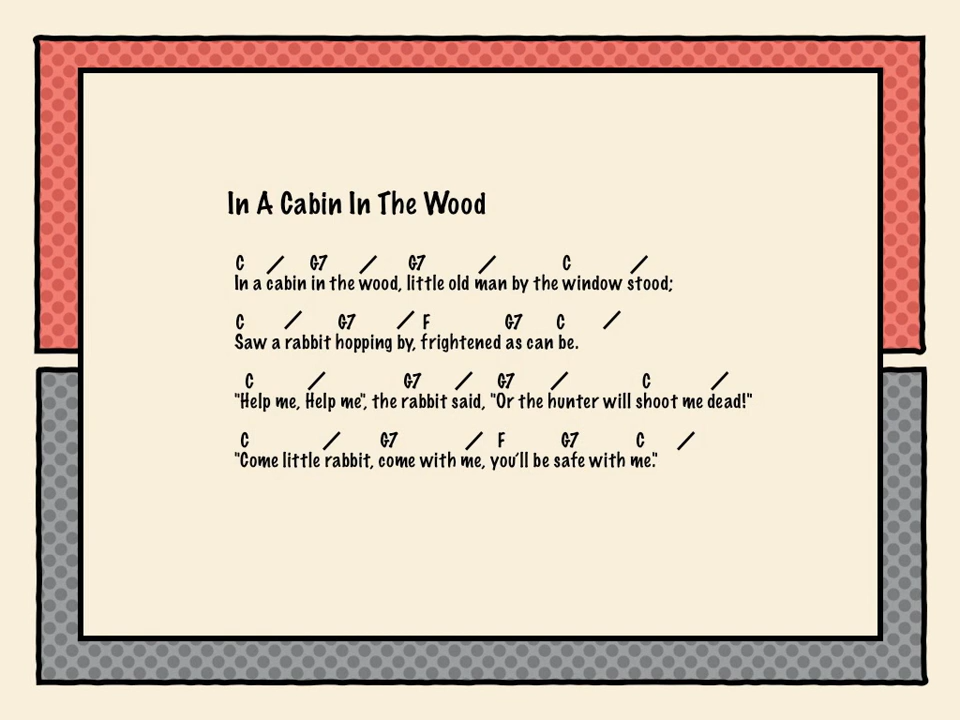 In A Cabin In The Wood
C / G7 / G7 / C /
In a cabin in the wood, little old man by the window stood;
C / G7 / F G7 C /
Saw a rabbit hopping by, frightened as can be.
C / G7 / G7 / C /
"Help me, Help me", the rabbit said, "Or the hunter will shoot me dead!"
C / G7 / F G7 C /
"Come little rabbit, come with me, you'll be safe with me."